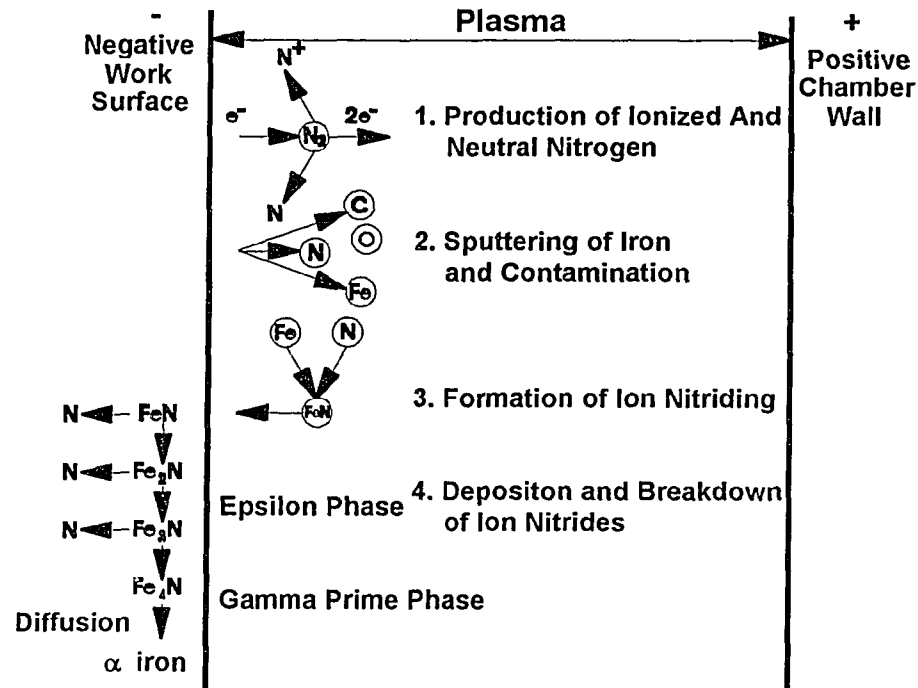 -
Negative
Work
Surface
Plasma
+
Positive
Chamber
Wall
N+
e- 2e-
N2
N
1. Production of Ionized And
Neutral Nitrogen
C
O
N
Fe
2. Sputtering of Iron
and Contamination
Fe N
FeN
3. Formation of Ion Nitriding
N FeN
N Fe2N
N Fe3N
Fe4N
Diffusion
α iron
Epsilon Phase
4. Depositon and Breakdown
of Ion Nitrides
Gamma Prime Phase